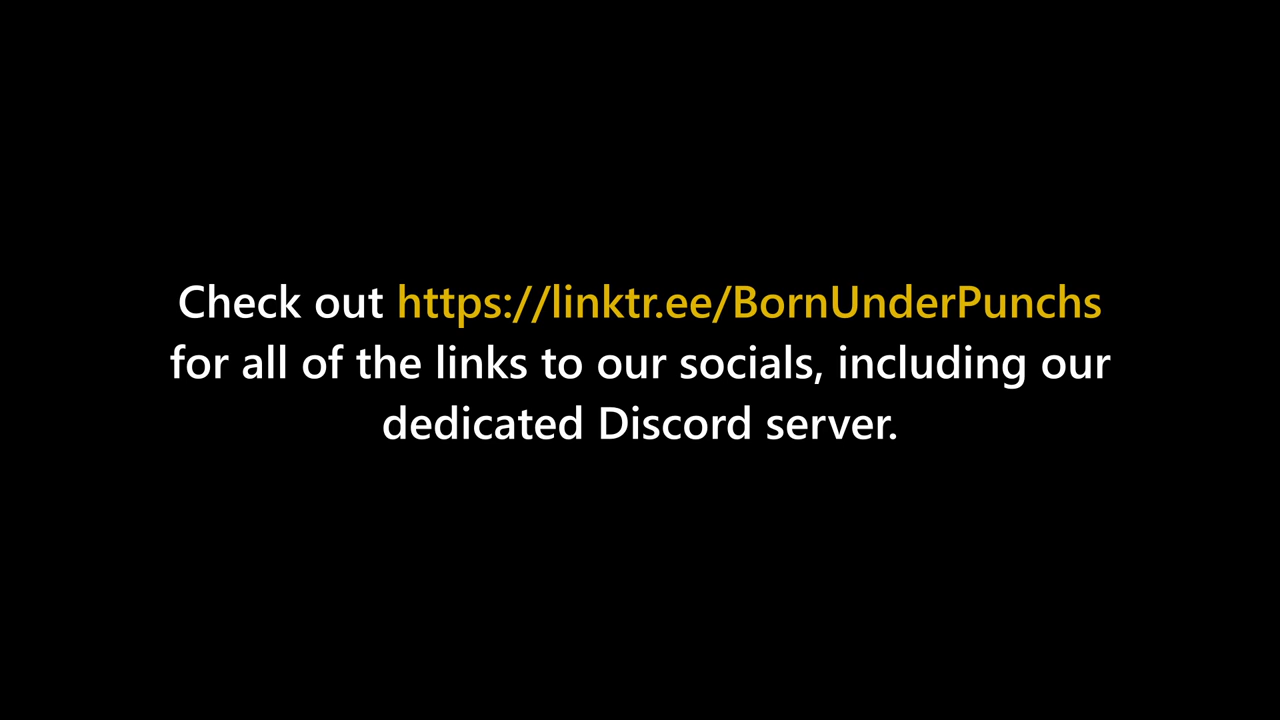 Check out https://linktr.ee/BornUnderPunchs
for all of the links to our socials, including our
dedicated Discord server.